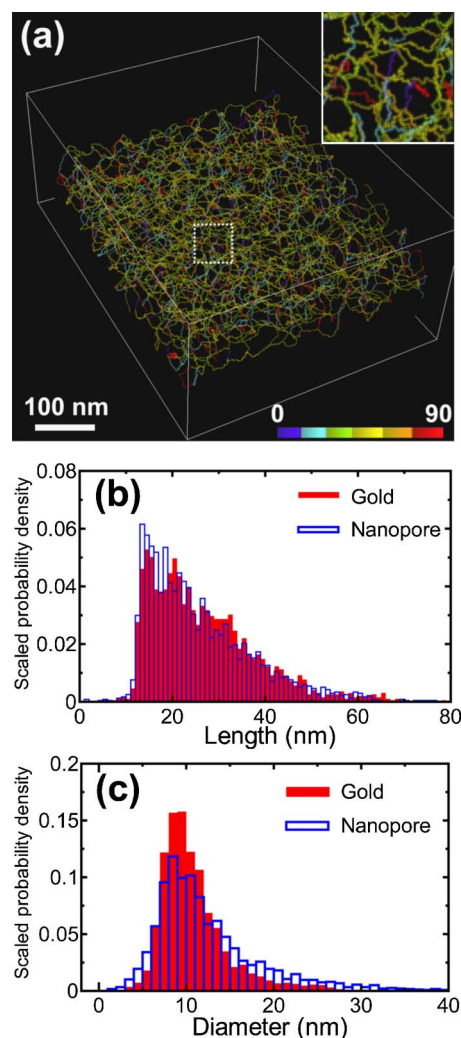 (a)
100 nm
0 90
(b)
Gold
Nanopore
Scaled probability density
0.08
0.06
0.04
0.02
0
0 20 40 60 80
Length (nm)
(c)
Gold
Nanopore
Scaled probability density
0.2
0.15
0.1
0.05
0
0 10 20 30 40
Diameter (nm)